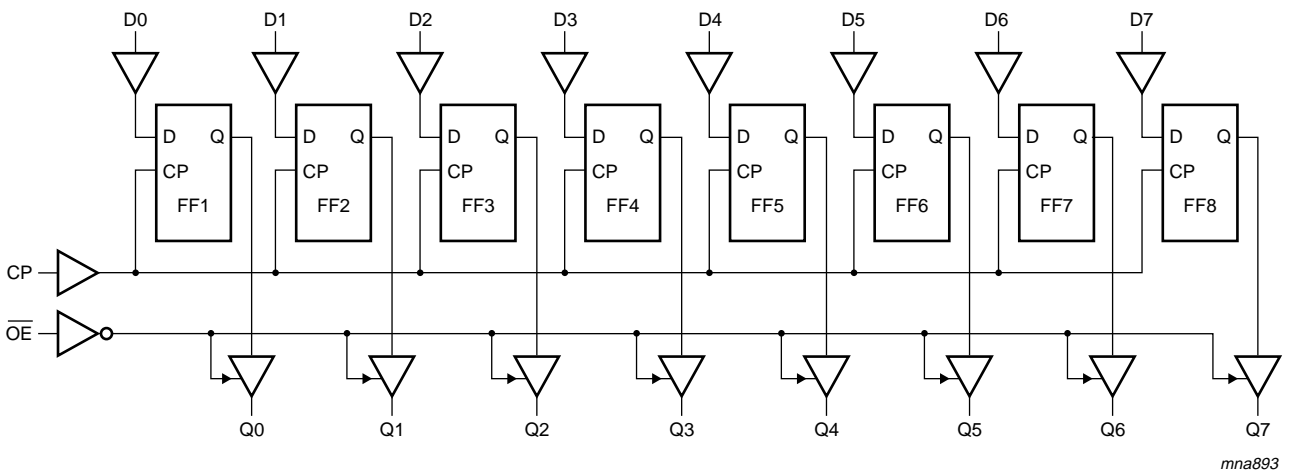 D0 D1 D2 D3 D4 D5 D6 D7
D Q D Q D Q D Q D Q D Q D Q D Q
CP CP CP CP CP CP CP CP
FF1 FF2 FF3 FF4 FF5 FF6 FF7 FF8
CP
O̅E̅
Q0 Q1 Q2 Q3 Q4 Q5 Q6 Q7
mna893